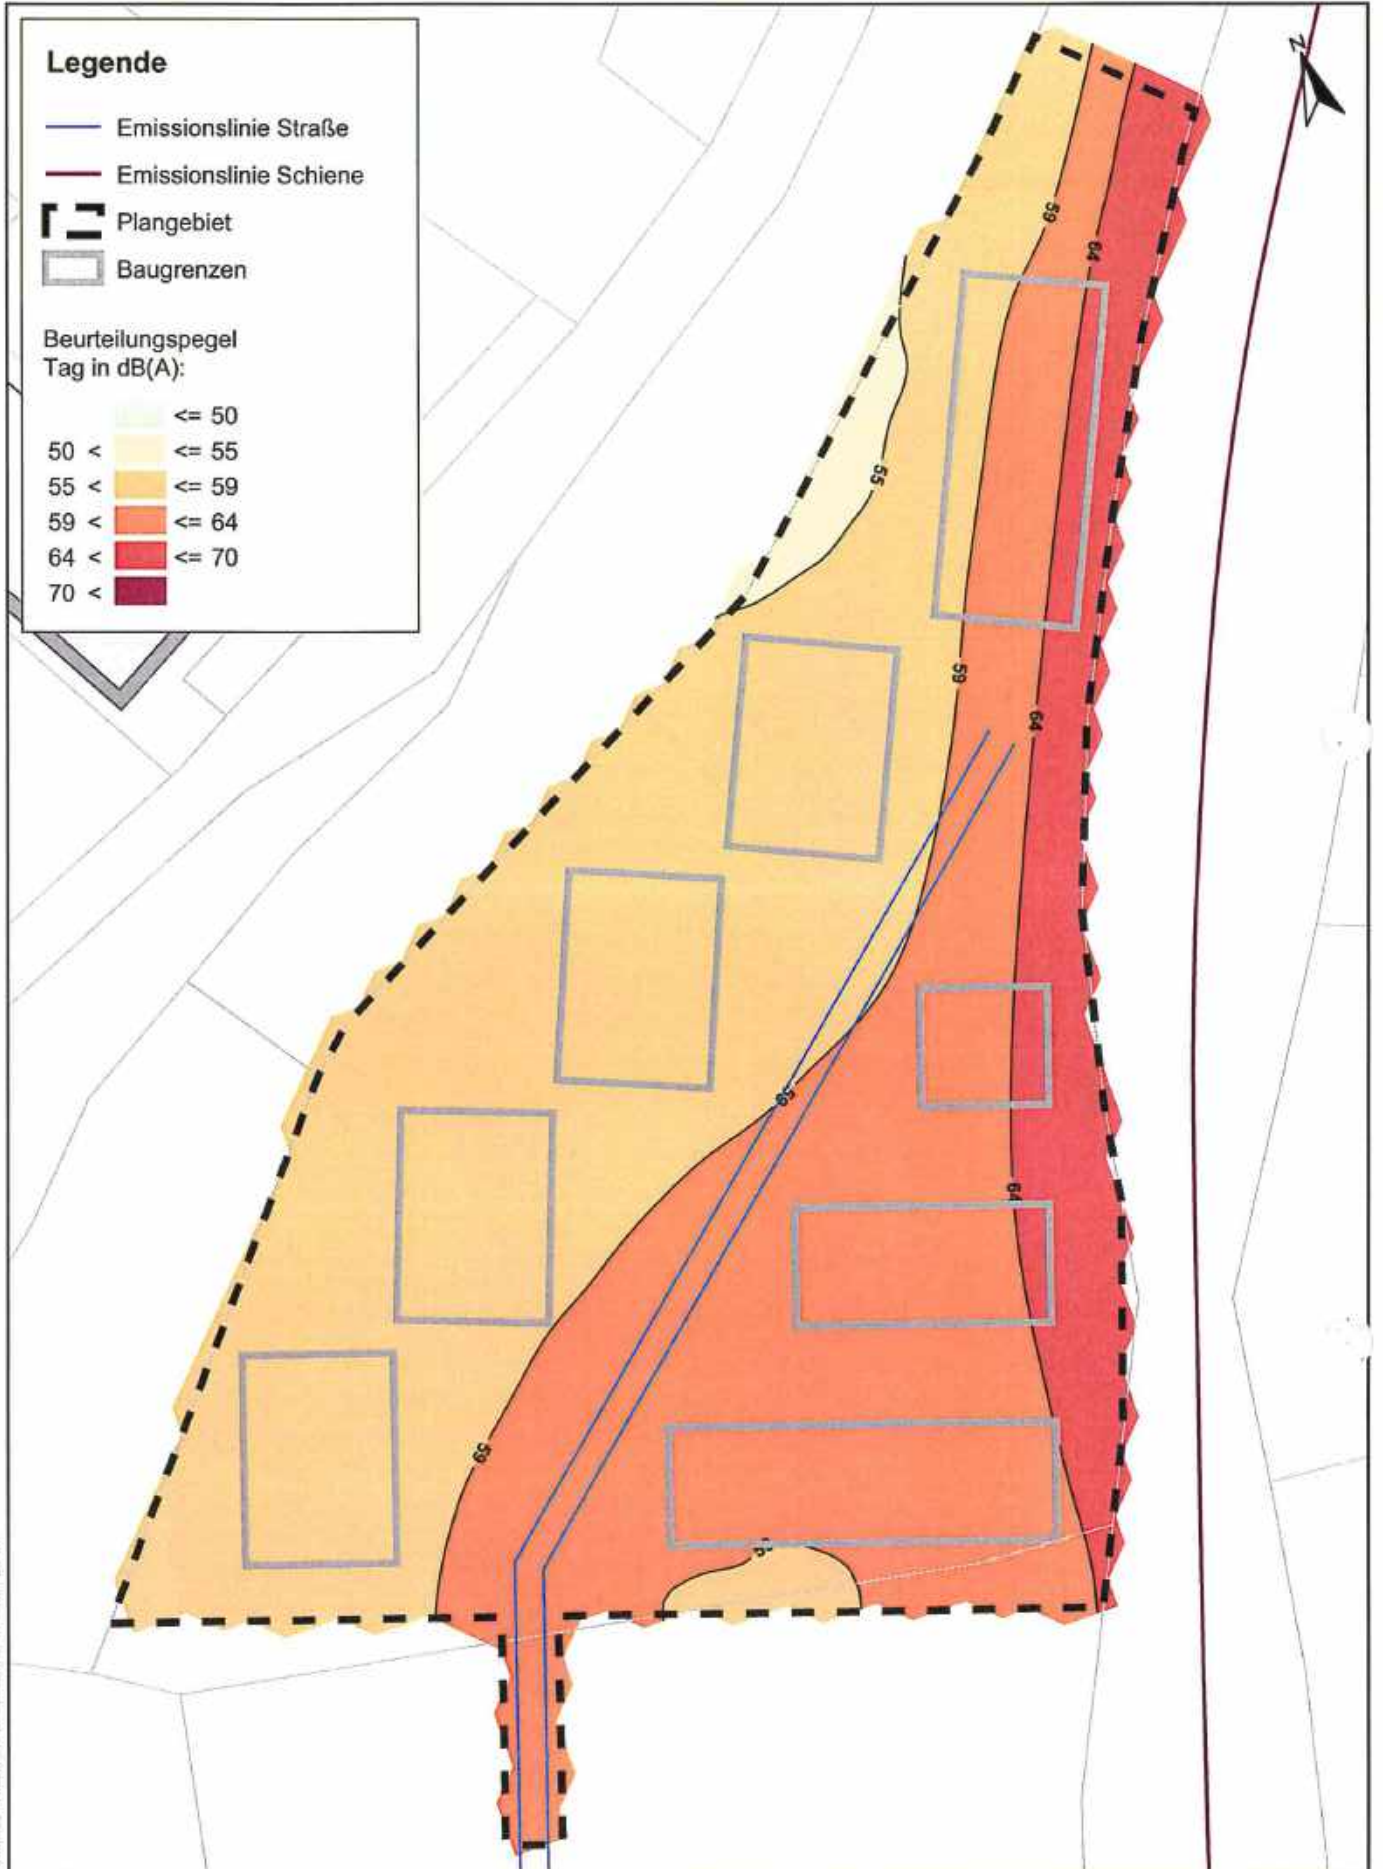 Legende
Emissionslinie Straße
Emissionslinie Schiene
Plangebiet
Baugrenzen
Beurteilungspegel
Tag in dB(A):
<= 50
50 < <= 55
55 < <= 59
59 < <= 64
64 < <= 70
70 <
N
59
64
55
59
64
59
64
59